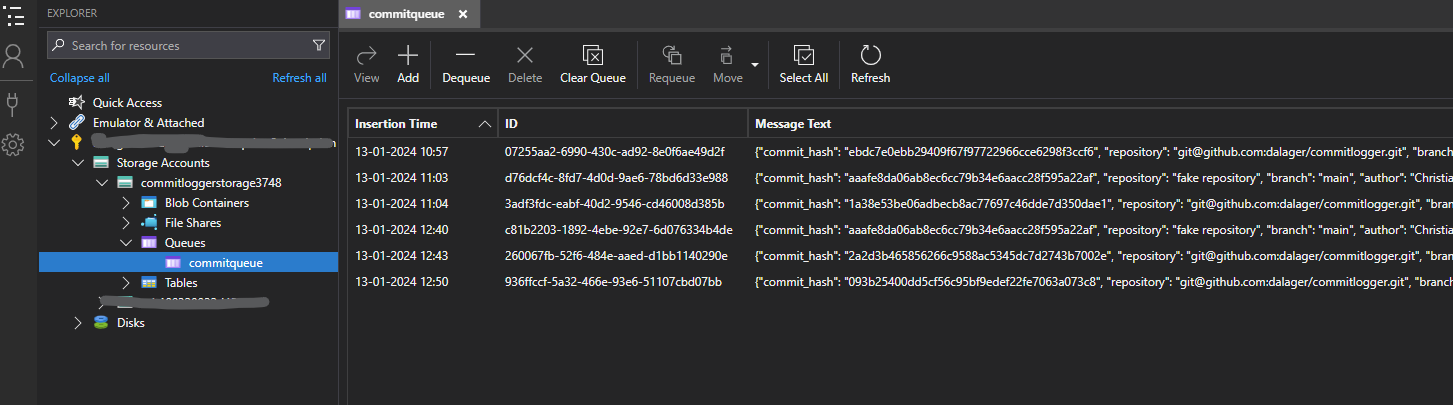 EXPLORER
Search for resources
Collapse all Refresh all
Quick Access
Emulator & Attached
Storage Accounts
commitloggerstorage3748
Blob Containers
File Shares
Queues
commitqueue
Tables
Disks
commitqueue
View Add Dequeue Delete Clear Queue Requeue Move Select All Refresh
Insertion Time ID Message Text
13-01-2024 10:57 07255aa2-6990-430c-ad92-8e0f6ae49d2f {"commit_hash": "ebdc7e0ebb29409f67f97722966cce6298f3ccf6", "repository": "git@github.com:dalager/commitlogger.git", "branch
13-01-2024 11:03 d76dcf4c-8fd7-4d0d-9ae6-78bd6d33e988 {"commit_hash": "aaafe8da06ab8ec6cc79b34e6aacc28f595a22af", "repository": "fake repository", "branch": "main", "author": "Christia
13-01-2024 11:04 3adf3fdc-eabf-40d2-9546-cd46008d385b {"commit_hash": "1a38e53be06adbecb8ac77697c46dde7d350dae1", "repository": "git@github.com:dalager/commitlogger.git", "bran
13-01-2024 12:40 c81b2203-1892-4ebe-92e7-6d076334b4de {"commit_hash": "aaafe8da06ab8ec6cc79b34e6aacc28f595a22af", "repository": "fake repository", "branch": "main", "author": "Christia
13-01-2024 12:43 260067fb-52f6-484e-aaed-d1bb1140290e {"commit_hash": "2a2d3b465856266c9588ac5345dc7d2743b7002e", "repository": "git@github.com:dalager/commitlogger.git", "bra
13-01-2024 12:50 936ffccf-5a32-466e-93e6-51107cbd07bb {"commit_hash": "093b25400dd5cf56c95bf9edef22fe7063a073c8", "repository": "git@github.com:dalager/commitlogger.git", "branch